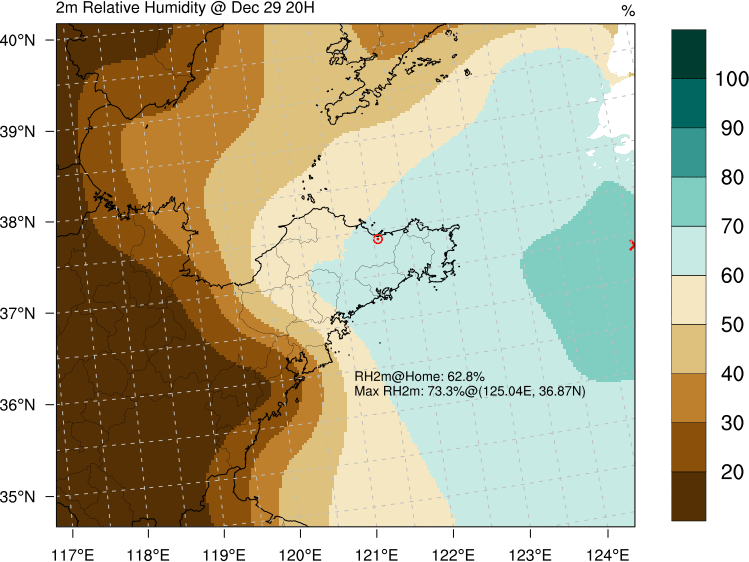 2m Relative Humidity @ Dec 29 20H
%
40°N
39°N
38°N
37°N
36°N
35°N
RH2m@Home: 62.8%
Max RH2m: 73.3%@(125.04E, 36.87N)
117°E 118°E 119°E 120°E 121°E 122°E 123°E 124°E
100
90
80
70
60
50
40
30
20